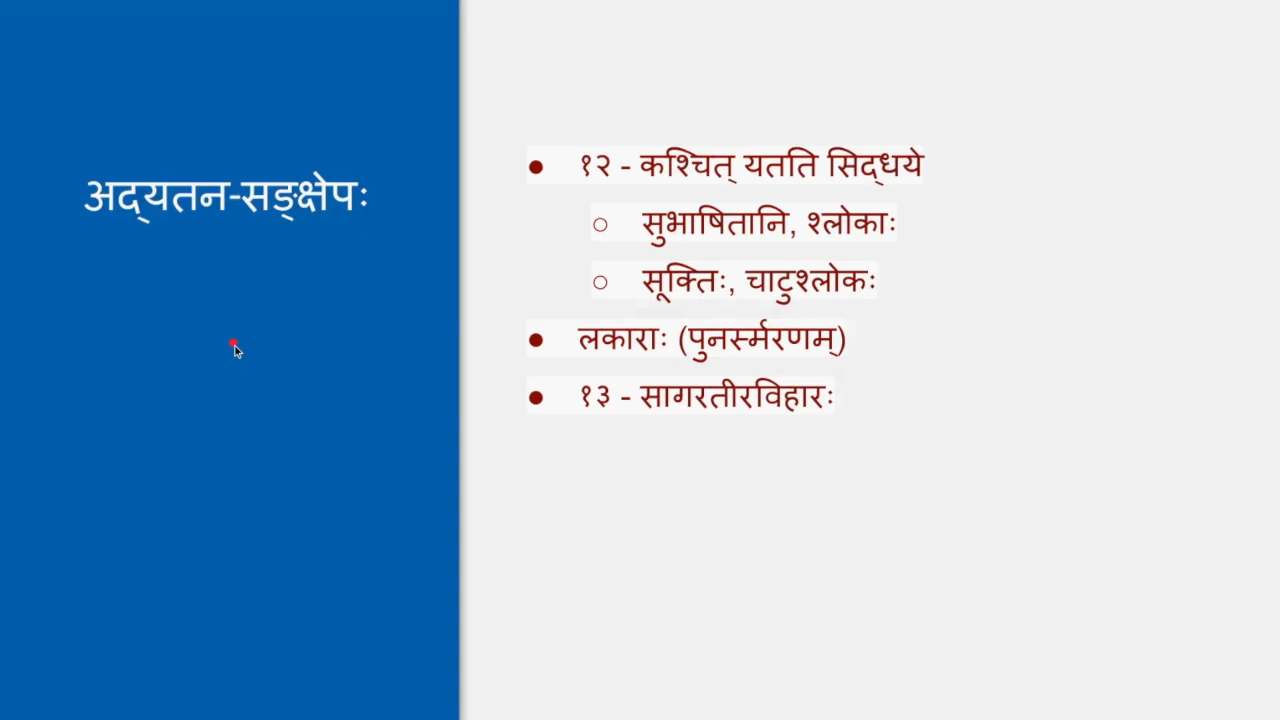 अद्यतन-सङ्क्षेपः
● १२ - कश्चित् यतति सिद्धये
○ सुभाषितानि, श्लोकाः
○ सूक्तिः, चाटुश्लोकः
● लकाराः (पुनर्स्मरणम्)
● १३ - सागरतीरविहारः